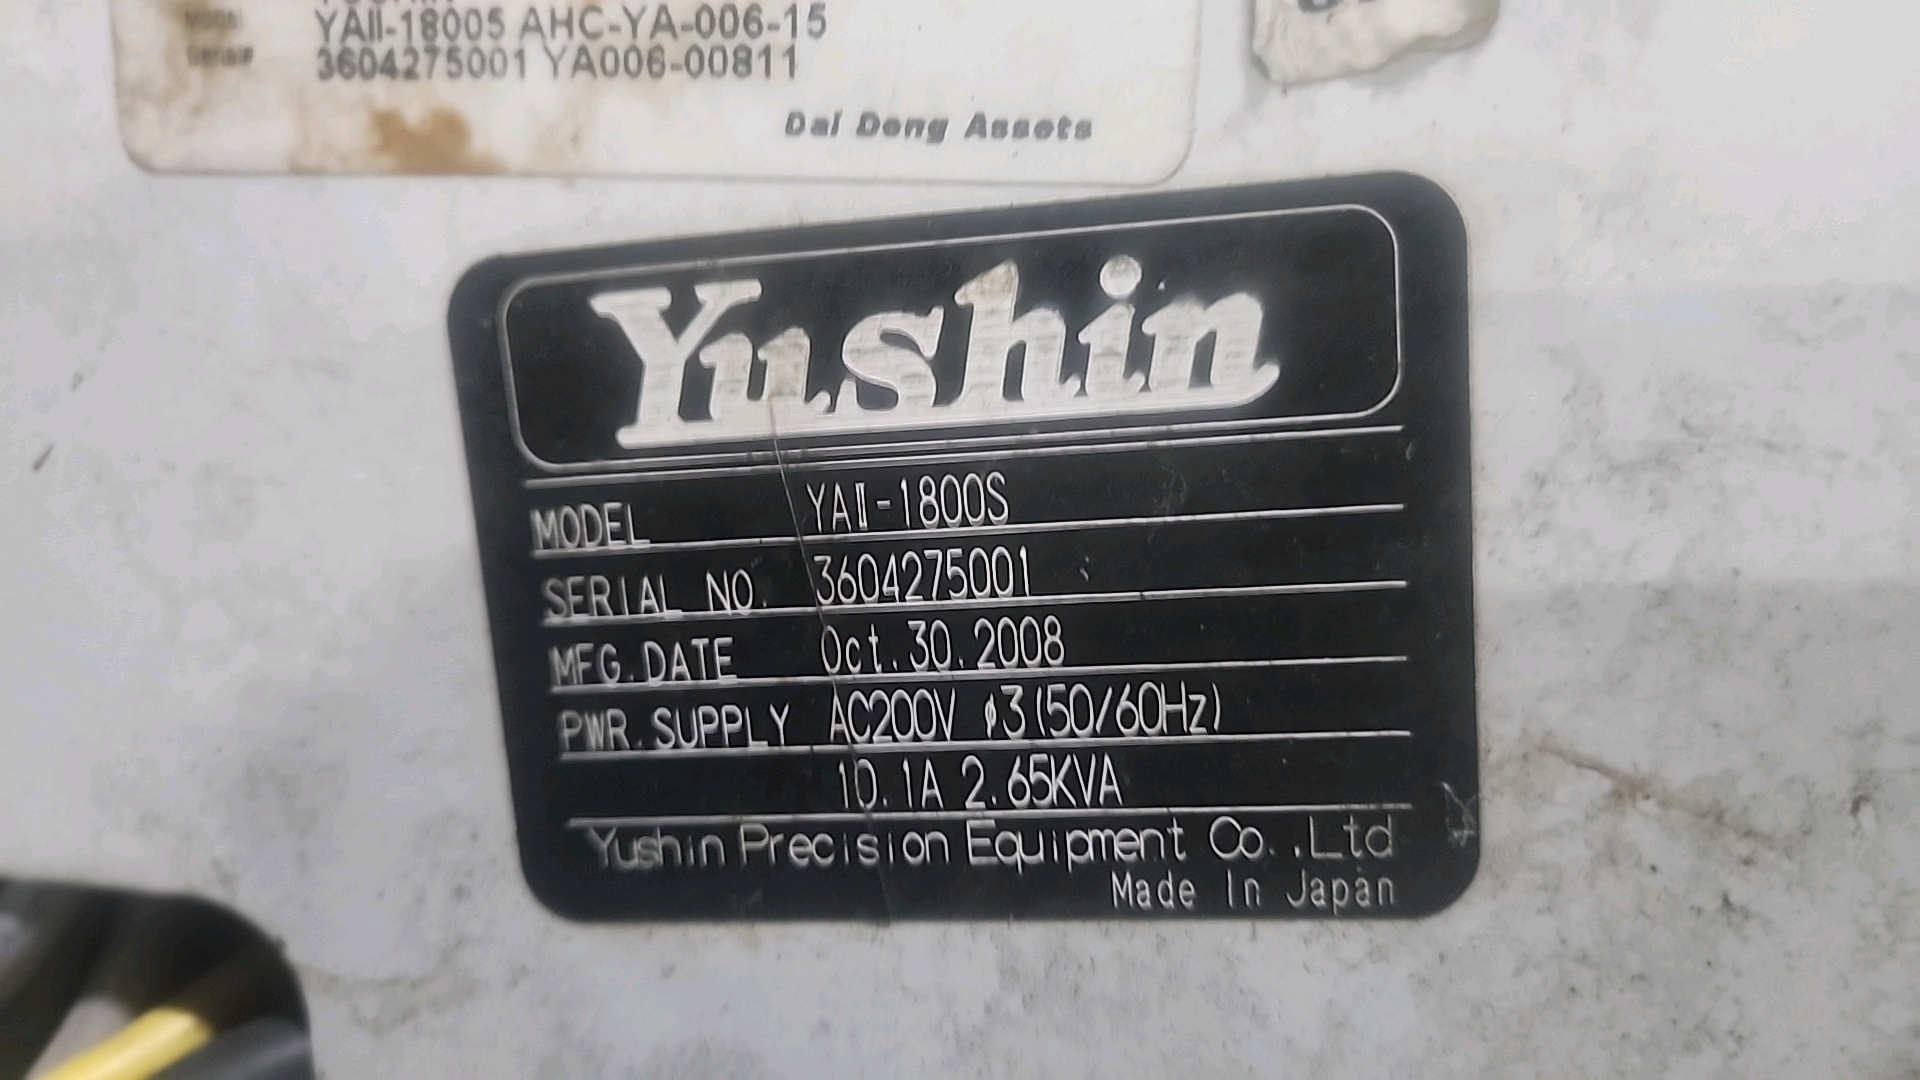 YAII-18005 AHC-YA-006-15
3604275001 YA006-00811
Dai Dong Assets
Yushin
MODEL YAⅡ-1800S
SERIAL NO. 3604275001
MFG.DATE Oct.30.2008
PWR.SUPPLY AC200V φ3(50/60Hz)
10.1A 2.65KVA
Yushin Precision Equipment Co.,Ltd
Made In Japan